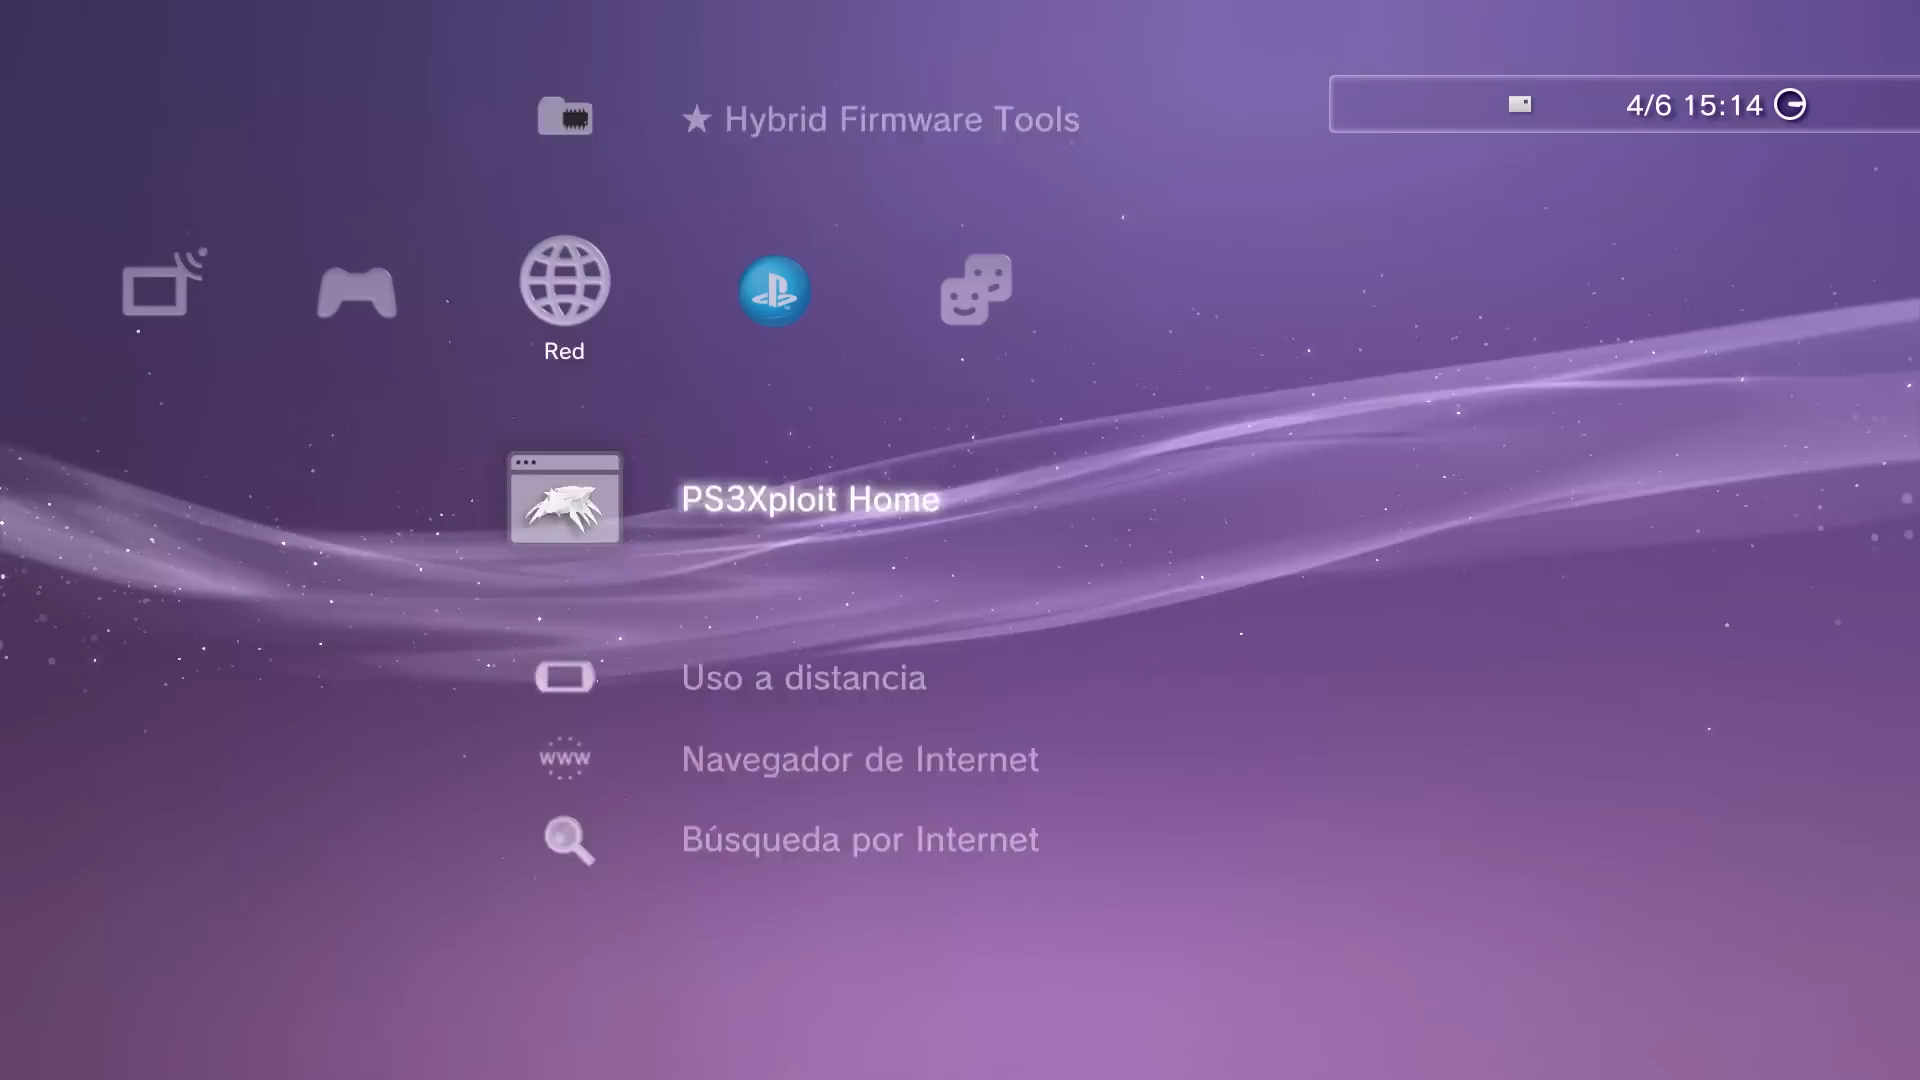 ★ Hybrid Firmware Tools
4/6 15:14
Red
PS3Xploit Home
Uso a distancia
www
Navegador de Internet
Búsqueda por Internet